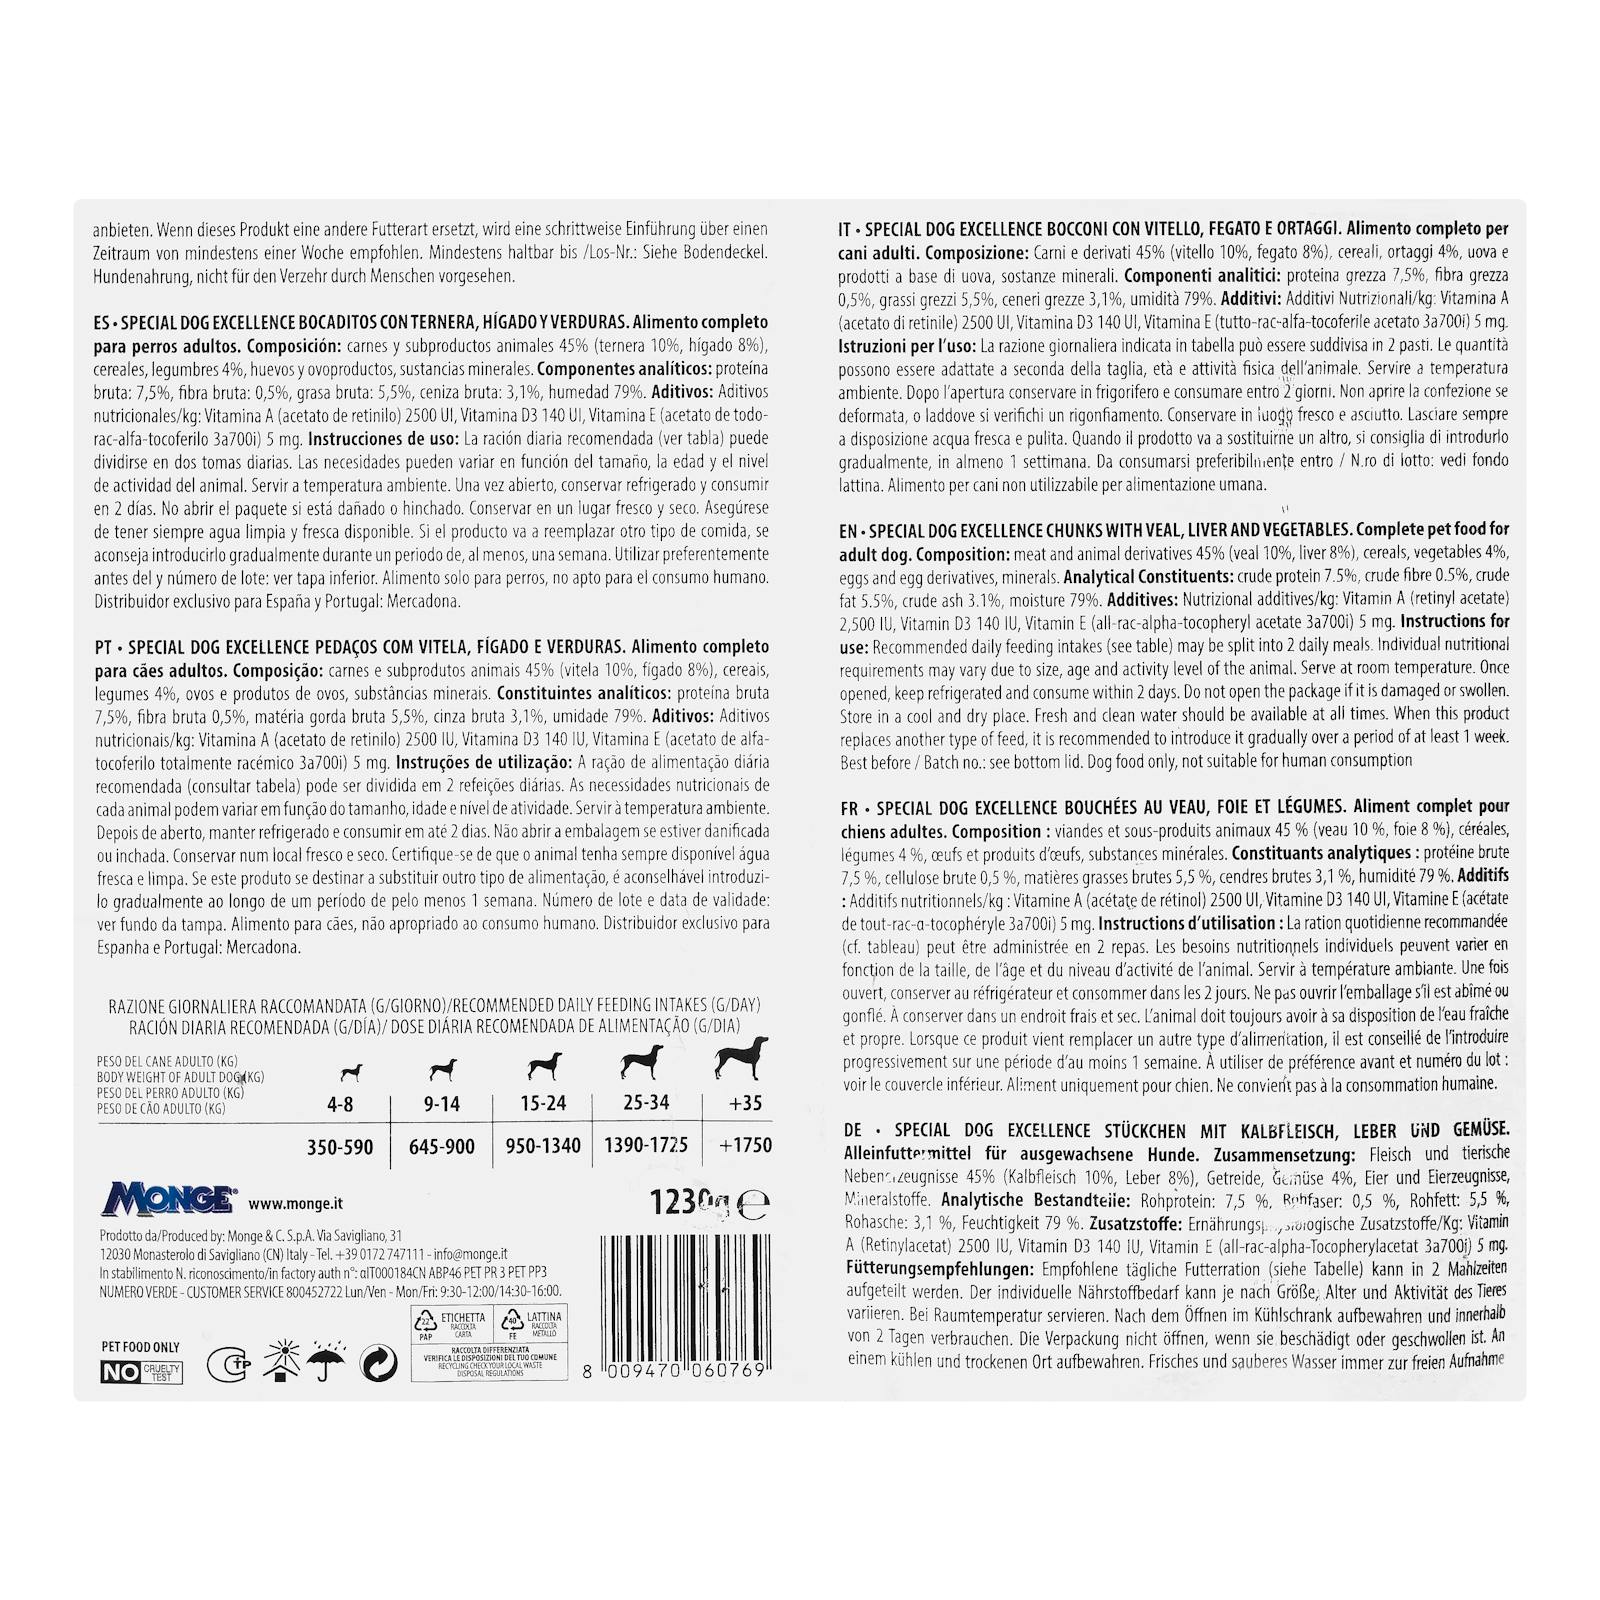 anbieten. Wenn dieses Produkt eine andere Futterart ersetzt, wird eine schrittweise Einführung über einen
Zeitraum von mindestens einer Woche empfohlen. Mindestens haltbar bis /Los-Nr.: Siehe Bodendeckel.
Hundenahrung, nicht für den Verzehr durch Menschen vorgesehen.
ES • SPECIAL DOG EXCELLENCE BOCADITOS CON TERNERA, HÍGADO Y VERDURAS. Alimento completo
para perros adultos. Composición: carnes y subproductos animales 45% (ternera 10%, hígado 8%),
cereales, legumbres 4%, huevos y ovoproductos, sustancias minerales. Componentes analíticos: proteína
bruta: 7,5%, fibra bruta: 0,5%, grasa bruta: 5,5%, ceniza bruta: 3,1%, humedad 79%. Aditivos: Aditivos
nutricionales/kg: Vitamina A (acetato de retinilo) 2500 UI, Vitamina D3 140 UI, Vitamina E (acetato de todo-
rac-alfa-tocoferilo 3a700i) 5 mg. Instrucciones de uso: La ración diaria recomendada (ver tabla) puede
dividirse en dos tomas diarias. Las necesidades pueden variar en función del tamaño, la edad y el nivel
de actividad del animal. Servir a temperatura ambiente. Una vez abierto, conservar refrigerado y consumir
en 2 días. No abrir el paquete si está dañado o hinchado. Conservar en un lugar fresco y seco. Asegúrese
de tener siempre agua limpia y fresca disponible. Si el producto va a reemplazar otro tipo de comida, se
aconseja introducirlo gradualmente durante un periodo de, al menos, una semana. Utilizar preferentemente
antes del y número de lote: ver tapa inferior. Alimento solo para perros, no apto para el consumo humano.
Distribuidor exclusivo para España y Portugal: Mercadona.
PT • SPECIAL DOG EXCELLENCE PEDAÇOS COM VITELA, FÍGADO E VERDURAS. Alimento completo
para cães adultos. Composição: carnes e subprodutos animais 45% (vitela 10%, fígado 8%), cereais,
legumes 4%, ovos e produtos de ovos, substâncias minerais. Constituintes analíticos: proteína bruta
7,5%, fibra bruta 0,5%, matéria gorda bruta 5,5%, cinza bruta 3,1%, umidade 79%. Aditivos: Aditivos
nutricionais/kg: Vitamina A (acetato de retinilo) 2500 IU, Vitamina D3 140 IU, Vitamina E (acetato de alfa-
tocoferilo totalmente racémico 3a700i) 5 mg. Instruções de utilização: A ração de alimentação diária
recomendada (consultar tabela) pode ser dividida em 2 refeições diárias. As necessidades nutricionais de
cada animal podem variar em função do tamanho, idade e nível de atividade. Servir à temperatura ambiente.
Depois de aberto, manter refrigerado e consumir em até 2 dias. Não abrir a embalagem se estiver danificada
ou inchada. Conservar num local fresco e seco. Certifique-se de que o animal tenha sempre disponível água
fresca e limpa. Se este produto se destinar a substituir outro tipo de alimentação, é aconselhável introduzi-
lo gradualmente ao longo de um período de pelo menos 1 semana. Número de lote e data de validade:
ver fundo da tampa. Alimento para cães, não apropriado ao consumo humano. Distribuidor exclusivo para
Espanha e Portugal: Mercadona.
RAZIONE GIORNALIERA RACCOMANDATA (G/GIORNO)/RECOMMENDED DAILY FEEDING INTAKES (G/DAY)
RACIÓN DIARIA RECOMENDADA (G/DÍA)/ DOSE DIÁRIA RECOMENDADA DE ALIMENTAÇÃO (G/DIA)
PESO DEL CANE ADULTO (KG)
BODY WEIGHT OF ADULT DOG (KG)
PESO DEL PERRO ADULTO (KG)
PESO DE CÃO ADULTO (KG)
4-8 9-14 15-24 25-34 +35
350-590 645-900 950-1340 1390-1725 +1750
MONGE® www.monge.it
1230g e
Prodotto da/Produced by: Monge & C. S.p.A. Via Savigliano, 31
12030 Monasterolo di Savigliano (CN) Italy - Tel. +39 0172 747111 - info@monge.it
In stabilimento N. riconoscimento/in factory auth n°: αIT000184CN ABP46 PET PR 3 PET PP3
NUMERO VERDE - CUSTOMER SERVICE 800452722 Lun/Ven - Mon/Fri: 9:30-12:00/14:30-16:00.
PET FOOD ONLY
NO CRUELTY TEST
22 PAP ETICHETTA RACCOLTA CARTA
40 FE LATTINA RACCOLTA METALLO
RACCOLTA DIFFERENZIATA
VERIFICA LE DISPOSIZIONI DEL TUO COMUNE
RECYCLING CHECK YOUR LOCAL WASTE
DISPOSAL REGULATIONS
8 009470 060769
IT • SPECIAL DOG EXCELLENCE BOCCONI CON VITELLO, FEGATO E ORTAGGI. Alimento completo per
cani adulti. Composizione: Carni e derivati 45% (vitello 10%, fegato 8%), cereali, ortaggi 4%, uova e
prodotti a base di uova, sostanze minerali. Componenti analitici: proteina grezza 7,5%, fibra grezza
0,5%, grassi grezzi 5,5%, ceneri grezze 3,1%, umidità 79%. Additivi: Additivi Nutrizionali/kg: Vitamina A
(acetato di retinile) 2500 UI, Vitamina D3 140 UI, Vitamina E (tutto-rac-alfa-tocoferile acetato 3a700i) 5 mg.
Istruzioni per l'uso: La razione giornaliera indicata in tabella può essere suddivisa in 2 pasti. Le quantità
possono essere adattate a seconda della taglia, età e attività fisica dell'animale. Servire a temperatura
ambiente. Dopo l'apertura conservare in frigorifero e consumare entro 2 giorni. Non aprire la confezione se
deformata, o laddove si verifichi un rigonfiamento. Conservare in luogo fresco e asciutto. Lasciare sempre
a disposizione acqua fresca e pulita. Quando il prodotto va a sostituirne un altro, si consiglia di introdurlo
gradualmente, in almeno 1 settimana. Da consumarsi preferibilmente entro / N.ro di lotto: vedi fondo
lattina. Alimento per cani non utilizzabile per alimentazione umana.
EN • SPECIAL DOG EXCELLENCE CHUNKS WITH VEAL, LIVER AND VEGETABLES. Complete pet food for
adult dog. Composition: meat and animal derivatives 45% (veal 10%, liver 8%), cereals, vegetables 4%,
eggs and egg derivatives, minerals. Analytical Constituents: crude protein 7.5%, crude fibre 0.5%, crude
fat 5.5%, crude ash 3.1%, moisture 79%. Additives: Nutrizional additives/kg: Vitamin A (retinyl acetate)
2,500 IU, Vitamin D3 140 IU, Vitamin E (all-rac-alpha-tocopheryl acetate 3a700i) 5 mg. Instructions for
use: Recommended daily feeding intakes (see table) may be split into 2 daily meals. Individual nutritional
requirements may vary due to size, age and activity level of the animal. Serve at room temperature. Once
opened, keep refrigerated and consume within 2 days. Do not open the package if it is damaged or swollen.
Store in a cool and dry place. Fresh and clean water should be available at all times. When this product
replaces another type of feed, it is recommended to introduce it gradually over a period of at least 1 week.
Best before / Batch no.: see bottom lid. Dog food only, not suitable for human consumption
FR • SPECIAL DOG EXCELLENCE BOUCHÉES AU VEAU, FOIE ET LÉGUMES. Aliment complet pour
chiens adultes. Composition : viandes et sous-produits animaux 45 % (veau 10 %, foie 8 %), céréales,
légumes 4 %, œufs et produits d'œufs, substances minérales. Constituants analytiques : protéine brute
7,5 %, cellulose brute 0,5 %, matières grasses brutes 5,5 %, cendres brutes 3,1 %, humidité 79 %. Additifs
: Additifs nutritionnels/kg : Vitamine A (acétate de rétinol) 2500 UI, Vitamine D3 140 UI, Vitamine E (acétate
de tout-rac-α-tocophéryle 3a700i) 5 mg. Instructions d'utilisation : La ration quotidienne recommandée
(cf. tableau) peut être administrée en 2 repas. Les besoins nutritionnels individuels peuvent varier en
fonction de la taille, de l'âge et du niveau d'activité de l'animal. Servir à température ambiante. Une fois
ouvert, conserver au réfrigérateur et consommer dans les 2 jours. Ne pas ouvrir l'emballage s'il est abîmé ou
gonflé. À conserver dans un endroit frais et sec. L'animal doit toujours avoir à sa disposition de l'eau fraîche
et propre. Lorsque ce produit vient remplacer un autre type d'alimentation, il est conseillé de l'introduire
progressivement sur une période d'au moins 1 semaine. À utiliser de préférence avant et numéro du lot :
voir le couvercle inférieur. Aliment uniquement pour chien. Ne convient pas à la consommation humaine.
DE • SPECIAL DOG EXCELLENCE STÜCKCHEN MIT KALBFLEISCH, LEBER UND GEMÜSE.
Alleinfuttermittel für ausgewachsene Hunde. Zusammensetzung: Fleisch und tierische
Nebenerzeugnisse 45% (Kalbfleisch 10%, Leber 8%), Getreide, Gemüse 4%, Eier und Eierzeugnisse,
Mineralstoffe. Analytische Bestandteile: Rohprotein: 7,5 %, Rohfaser: 0,5 %, Rohfett: 5,5 %,
Rohasche: 3,1 %, Feuchtigkeit 79 %. Zusatzstoffe: Ernährungsphysiologische Zusatzstoffe/Kg: Vitamin
A (Retinylacetat) 2500 IU, Vitamin D3 140 IU, Vitamin E (all-rac-alpha-Tocopherylacetat 3a700i) 5 mg.
Fütterungsempfehlungen: Empfohlene tägliche Futterration (siehe Tabelle) kann in 2 Mahlzeiten
aufgeteilt werden. Der individuelle Nährstoffbedarf kann je nach Größe, Alter und Aktivität des Tieres
variieren. Bei Raumtemperatur servieren. Nach dem Öffnen im Kühlschrank aufbewahren und innerhalb
von 2 Tagen verbrauchen. Die Verpackung nicht öffnen, wenn sie beschädigt oder geschwollen ist. An
einem kühlen und trockenen Ort aufbewahren. Frisches und sauberes Wasser immer zur freien Aufnahme